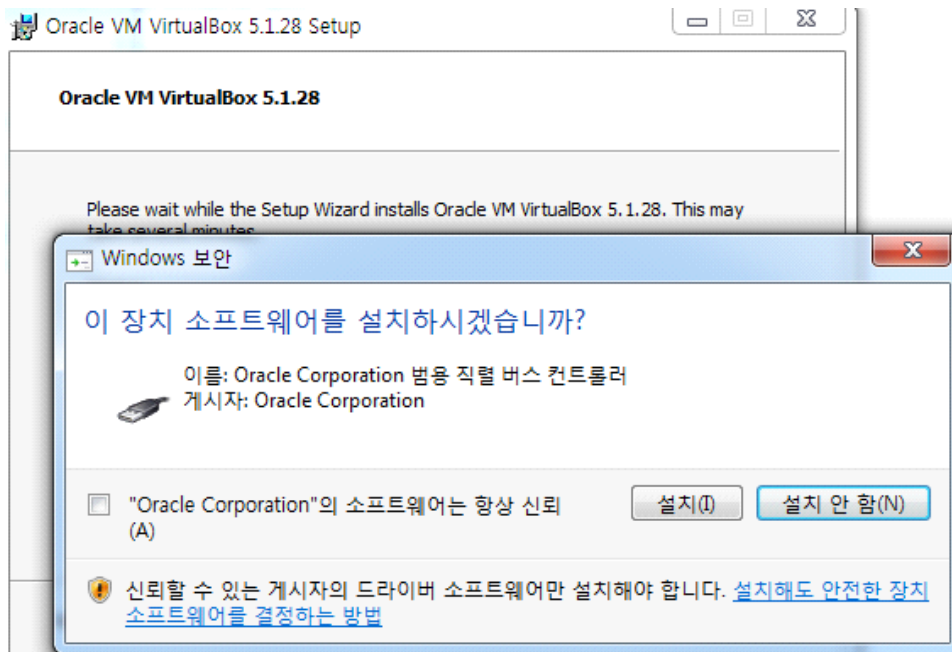 Oracle VM VirtualBox 5.1.28 Setup
Oracle VM VirtualBox 5.1.28
Please wait while the Setup Wizard installs Oracle VM VirtualBox 5.1.28. This may
take several minutes.
Windows 보안
이 장치 소프트웨어를 설치하시겠습니까?
이름: Oracle Corporation 범용 직렬 버스 컨트롤러
게시자: Oracle Corporation
"Oracle Corporation"의 소프트웨어는 항상 신뢰
(A)
설치(I)
설치 안 함(N)
신뢰할 수 있는 게시자의 드라이버 소프트웨어만 설치해야 합니다. 설치해도 안전한 장치
소프트웨어를 결정하는 방법